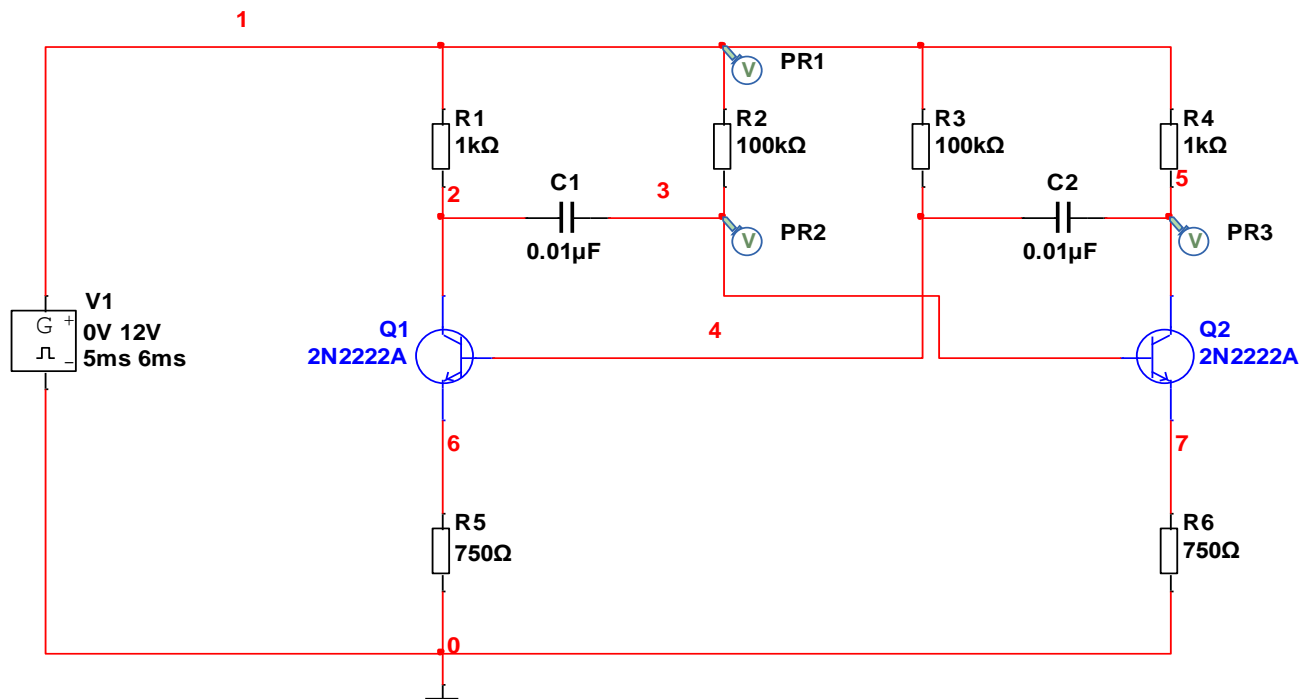 1
PR1
R1
1kΩ
R2
100kΩ
R3
100kΩ
R4
1kΩ
2
C1
0.01µF
3
V
PR2
C2
0.01µF
5
V
PR3
V
V1
G
+
-
0V 12V
5ms 6ms
Q1
2N2222A
4
Q2
2N2222A
6
7
R5
750Ω
R6
750Ω
0